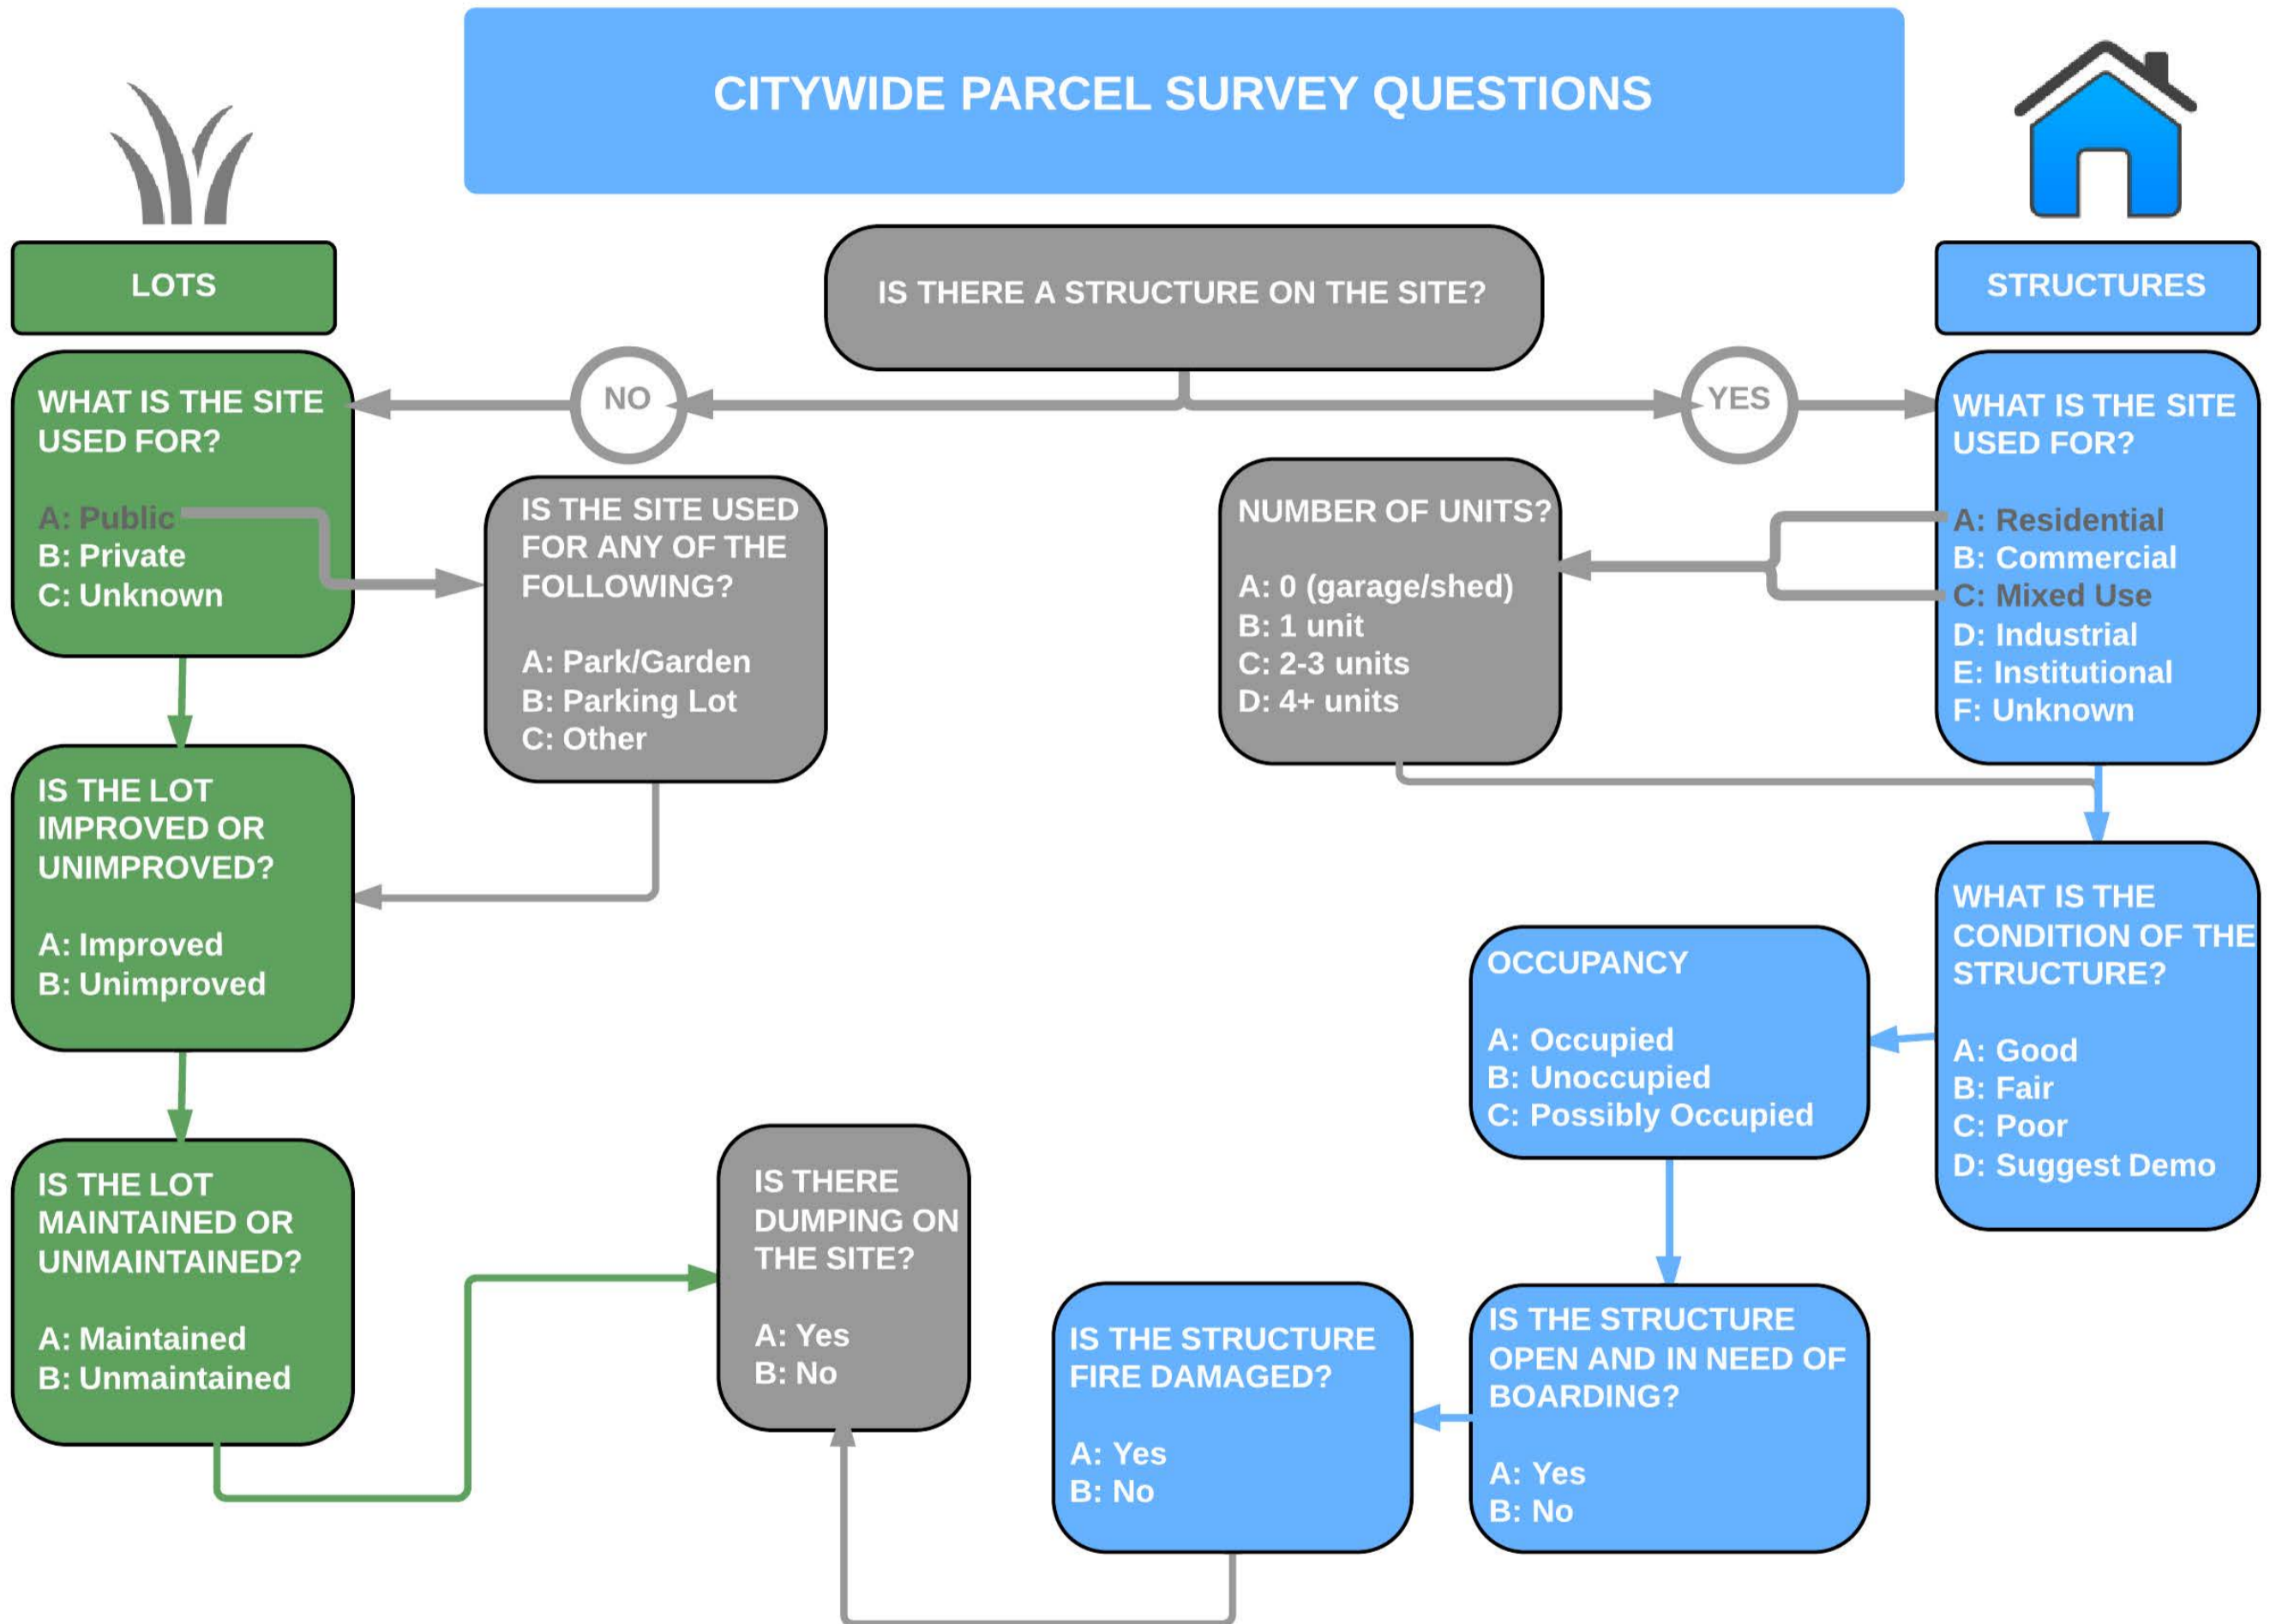 CITYWIDE PARCEL SURVEY QUESTIONS
LOTS
STRUCTURES
IS THERE A STRUCTURE ON THE SITE?
NO
YES
WHAT IS THE SITE
USED FOR?
A: Public
B: Private
C: Unknown
IS THE SITE USED
FOR ANY OF THE
FOLLOWING?
A: Park/Garden
B: Parking Lot
C: Other
NUMBER OF UNITS?
A: 0 (garage/shed)
B: 1 unit
C: 2-3 units
D: 4+ units
WHAT IS THE SITE
USED FOR?
A: Residential
B: Commercial
C: Mixed Use
D: Industrial
E: Institutional
F: Unknown
IS THE LOT
IMPROVED OR
UNIMPROVED?
A: Improved
B: Unimproved
WHAT IS THE
CONDITION OF THE
STRUCTURE?
A: Good
B: Fair
C: Poor
D: Suggest Demo
OCCUPANCY
A: Occupied
B: Unoccupied
C: Possibly Occupied
IS THE LOT
MAINTAINED OR
UNMAINTAINED?
A: Maintained
B: Unmaintained
IS THERE
DUMPING ON
THE SITE?
A: Yes
B: No
IS THE STRUCTURE
FIRE DAMAGED?
A: Yes
B: No
IS THE STRUCTURE
OPEN AND IN NEED OF
BOARDING?
A: Yes
B: No